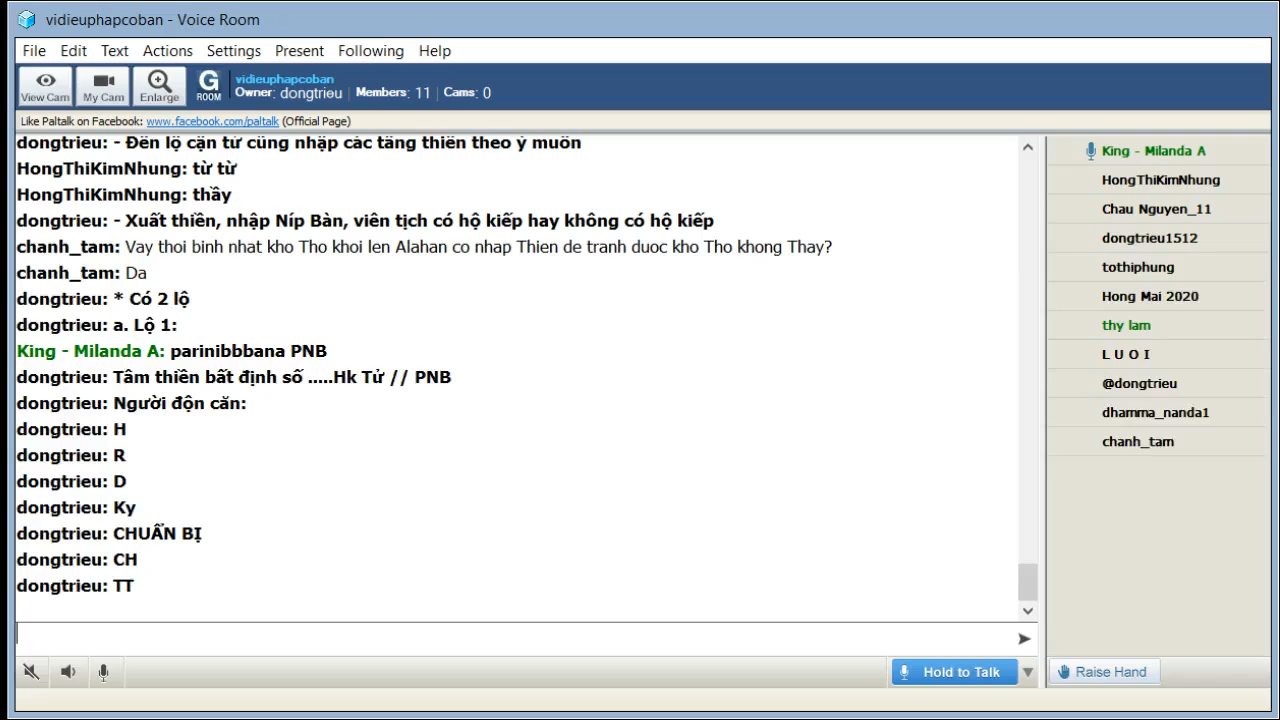 vidieuphapcoban - Voice Room
File Edit Text Actions Settings Present Following Help
View Cam My Cam Enlarge G ROOM
vidieuphapcoban
Owner: dongtrieu | Members: 11 | Cams: 0
Like Paltalk on Facebook: www.facebook.com/paltalk (Official Page)
dongtrieu: - Đến lộ cận tử cũng nhập các tầng thiền theo ý muốn
HongThiKimNhung: từ từ
HongThiKimNhung: thầy
dongtrieu: - Xuất thiền, nhập Níp Bàn, viên tịch có hộ kiếp hay không có hộ kiếp
chanh_tam: Vay thoi binh nhat kho Tho khoi len Alahan co nhap Thien de tranh duoc kho Tho khong Thay?
chanh_tam: Da
dongtrieu: * Có 2 lộ
dongtrieu: a. Lộ 1:
King - Milanda A: parinibbbana PNB
dongtrieu: Tâm thiền bất định số .....Hk Tử // PNB
dongtrieu: Người độn căn:
dongtrieu: H
dongtrieu: R
dongtrieu: D
dongtrieu: Ky
dongtrieu: CHUẨN BỊ
dongtrieu: CH
dongtrieu: TT
King - Milanda A
HongThiKimNhung
Chau Nguyen_11
dongtrieu1512
tothiphung
Hong Mai 2020
thy lam
L U O I
@dongtrieu
dhamma_nanda1
chanh_tam
Hold to Talk
Raise Hand